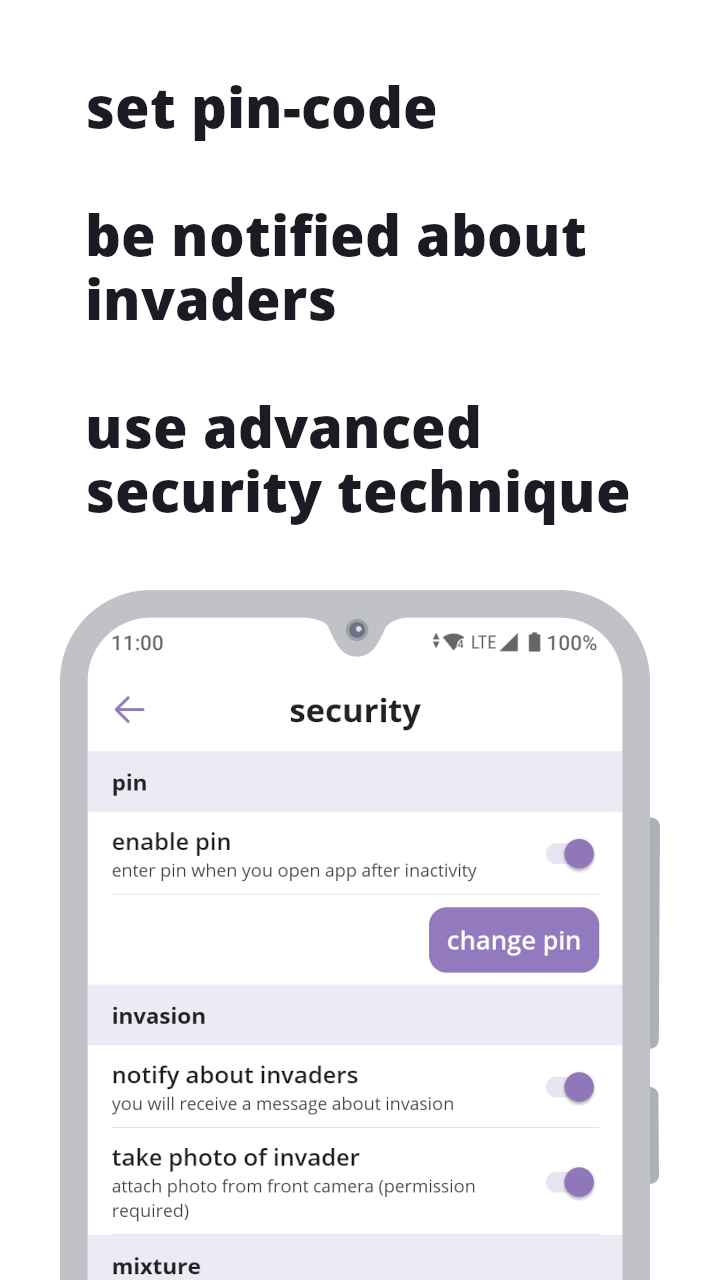 set pin-code
be notified about
invaders
use advanced
security technique
11:00 4 LTE 100%
security
pin
enable pin
enter pin when you open app after inactivity
change pin
invasion
notify about invaders
you will receive a message about invasion
take photo of invader
attach photo from front camera (permission
required)
mixture